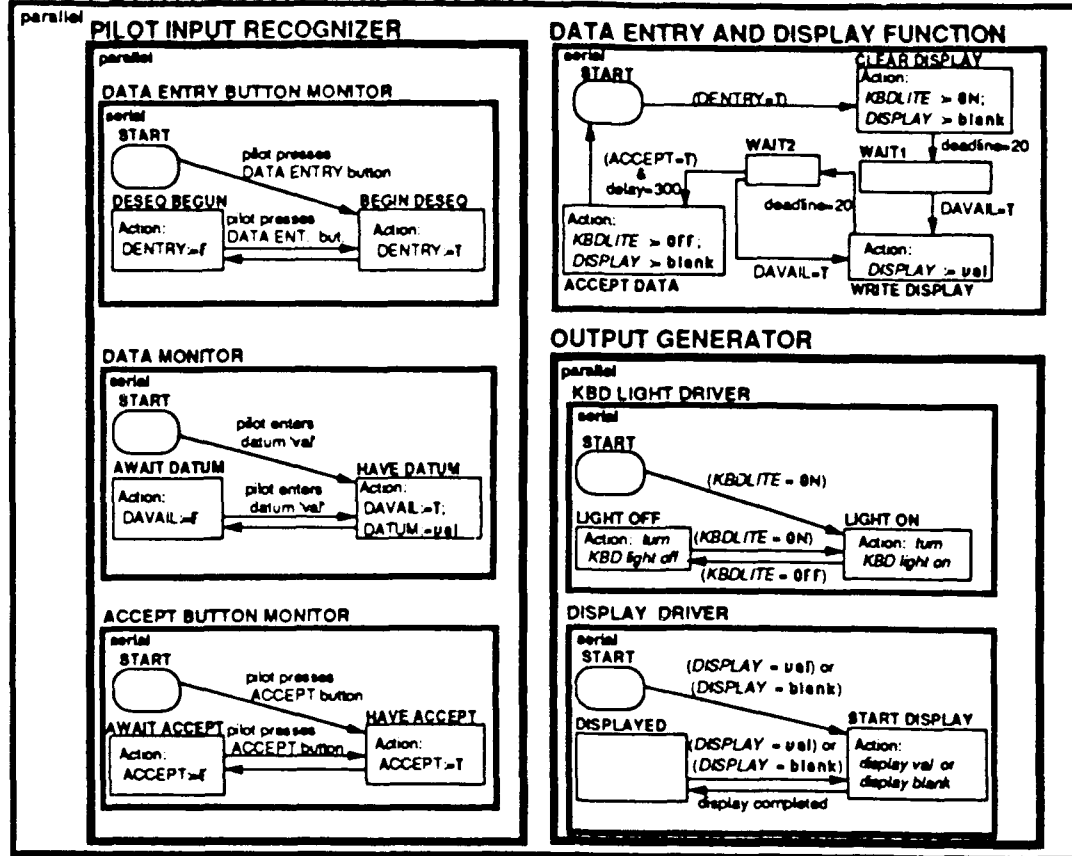 parallel
PILOT INPUT RECOGNIZER
parallel
DATA ENTRY BUTTON MONITOR
serial
START
pilot presses
DATA ENTRY button
DESEQ BEGUN
Action:
DENTRY:=f
pilot presses
DATA ENT. but.
BEGIN DESEQ
Action:
DENTRY:=T
DATA MONITOR
serial
START
pilot enters
datum 'val'
AWAIT DATUM
Action:
DAVAIL:=f
pilot enters
datum 'val'
HAVE DATUM
Action:
DAVAIL:=T;
DATUM:=val
ACCEPT BUTTON MONITOR
serial
START
pilot presses
ACCEPT button
AWAIT ACCEPT
Action:
ACCEPT:=f
pilot presses
ACCEPT button
HAVE ACCEPT
Action:
ACCEPT:=T
DATA ENTRY AND DISPLAY FUNCTION
serial
START
(DENTRY=T)
CLEAR DISPLAY
Action:
KBDLITE := ON;
DISPLAY := blank
deadline=20
WAIT1
WAIT2
(ACCEPT=T)
&
delay=300
deadline=20
DAVAIL=T
Action:
KBDLITE := OFF;
DISPLAY := blank
ACCEPT DATA
DAVAIL=T
Action:
DISPLAY := val
WRITE DISPLAY
OUTPUT GENERATOR
parallel
KBD LIGHT DRIVER
serial
START
(KBDLITE = ON)
LIGHT OFF
Action: turn
KBD light off
(KBDLITE = ON)
(KBDLITE = OFF)
LIGHT ON
Action: turn
KBD light on
DISPLAY DRIVER
serial
START
(DISPLAY = val) or
(DISPLAY = blank)
DISPLAYED
(DISPLAY = val) or
(DISPLAY = blank)
display completed
START DISPLAY
Action:
display val or
display blank